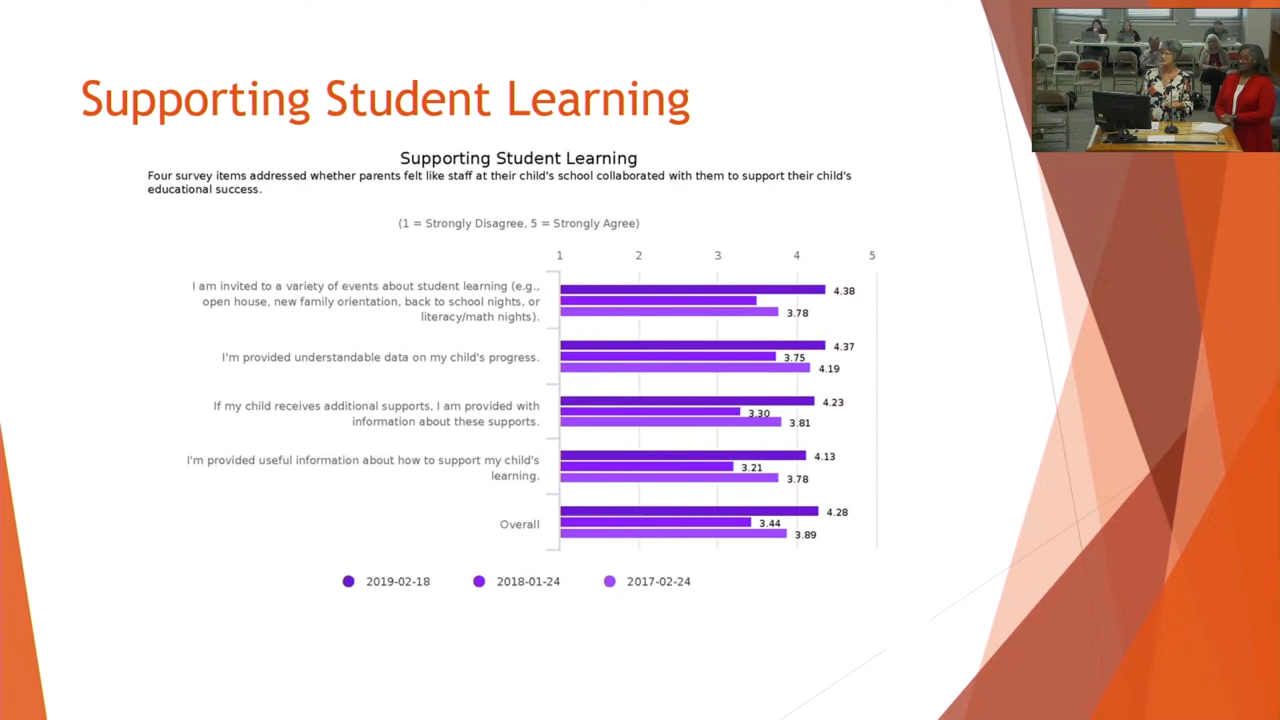 Supporting Student Learning
Supporting Student Learning
Four survey items addressed whether parents felt like staff at their child's school collaborated with them to support their child's
educational success.
(1 = Strongly Disagree, 5 = Strongly Agree)
1 2 3 4 5
I am invited to a variety of events about student learning (e.g.,
open house, new family orientation, back to school nights, or
literacy/math nights).
4.38
3.78
I'm provided understandable data on my child's progress.
4.37
3.75
4.19
If my child receives additional supports, I am provided with
information about these supports.
4.23
3.30
3.81
I'm provided useful information about how to support my child's
learning.
4.13
3.21
3.78
Overall
4.28
3.44
3.89
2019-02-18 2018-01-24 2017-02-24